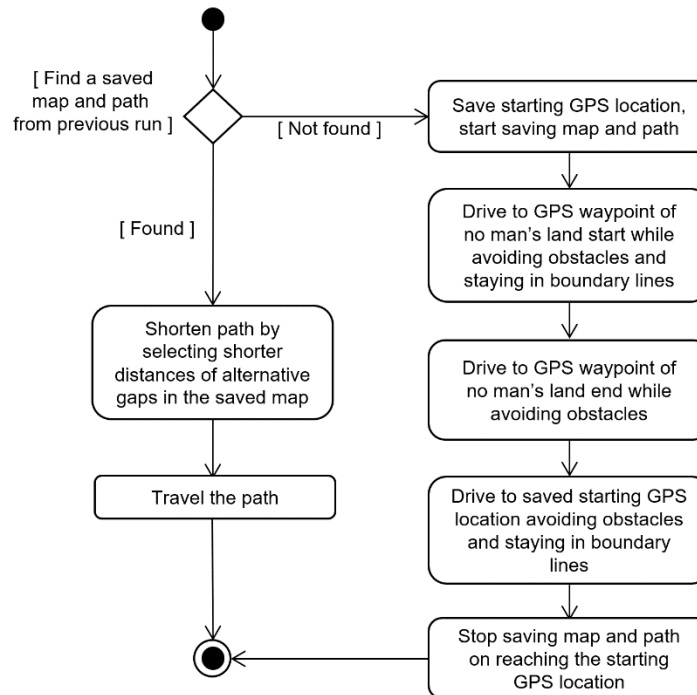 [ Find a saved
map and path
from previous run ]
[ Not found ]
Save starting GPS location,
start saving map and path
[ Found ]
Drive to GPS waypoint of
no man's land start while
avoiding obstacles and
staying in boundary lines
Shorten path by
selecting shorter
distances of alternative
gaps in the saved map
Drive to GPS waypoint of
no man's land end while
avoiding obstacles
Travel the path
Drive to saved starting GPS
location avoiding obstacles
and staying in boundary
lines
Stop saving map and path
on reaching the starting
GPS location